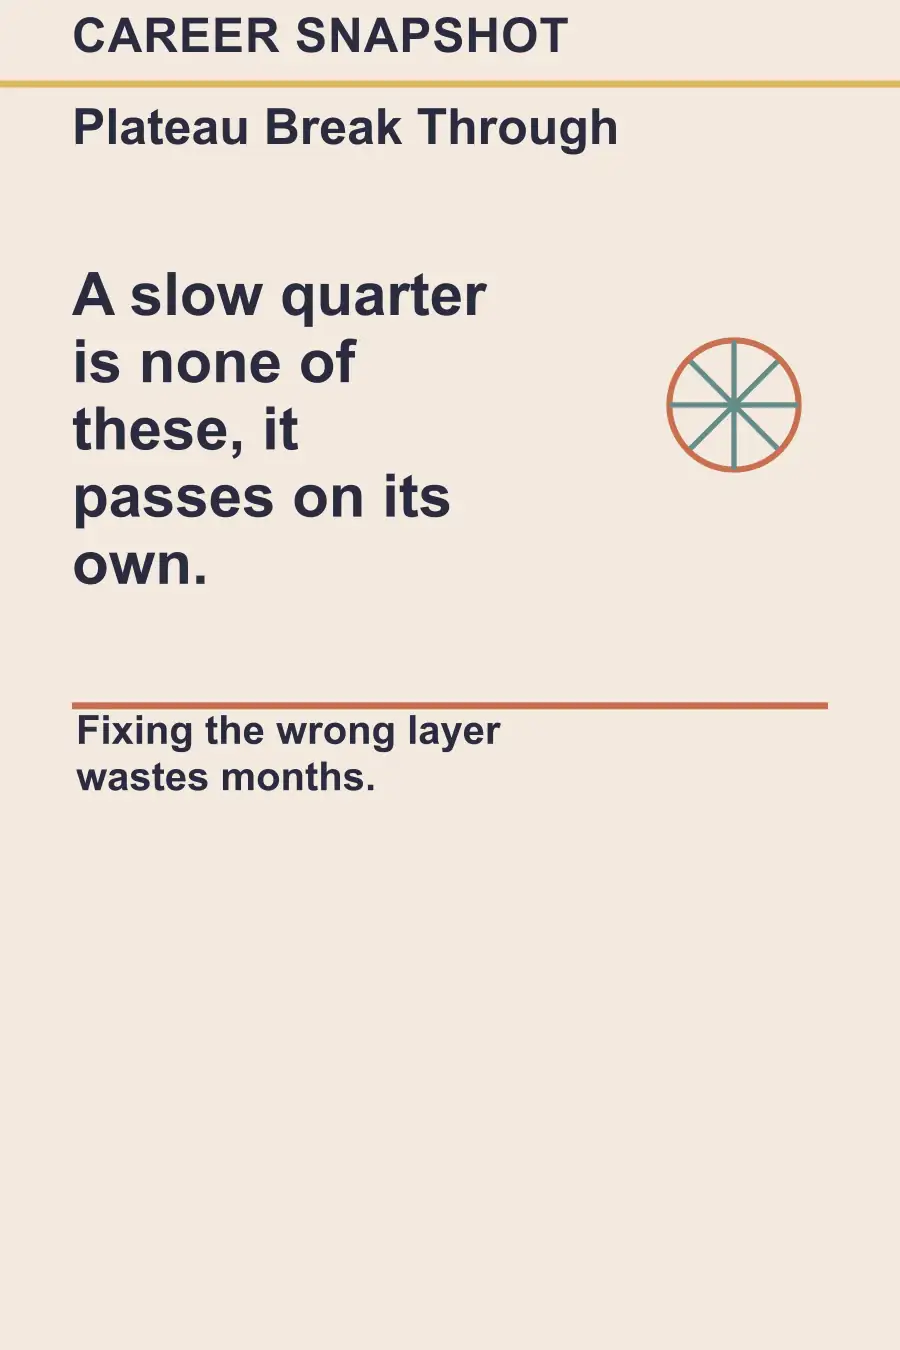 CAREER SNAPSHOT
Plateau Break Through
A slow quarter
is none of
these, it
passes on its
own.
Fixing the wrong layer
wastes months.